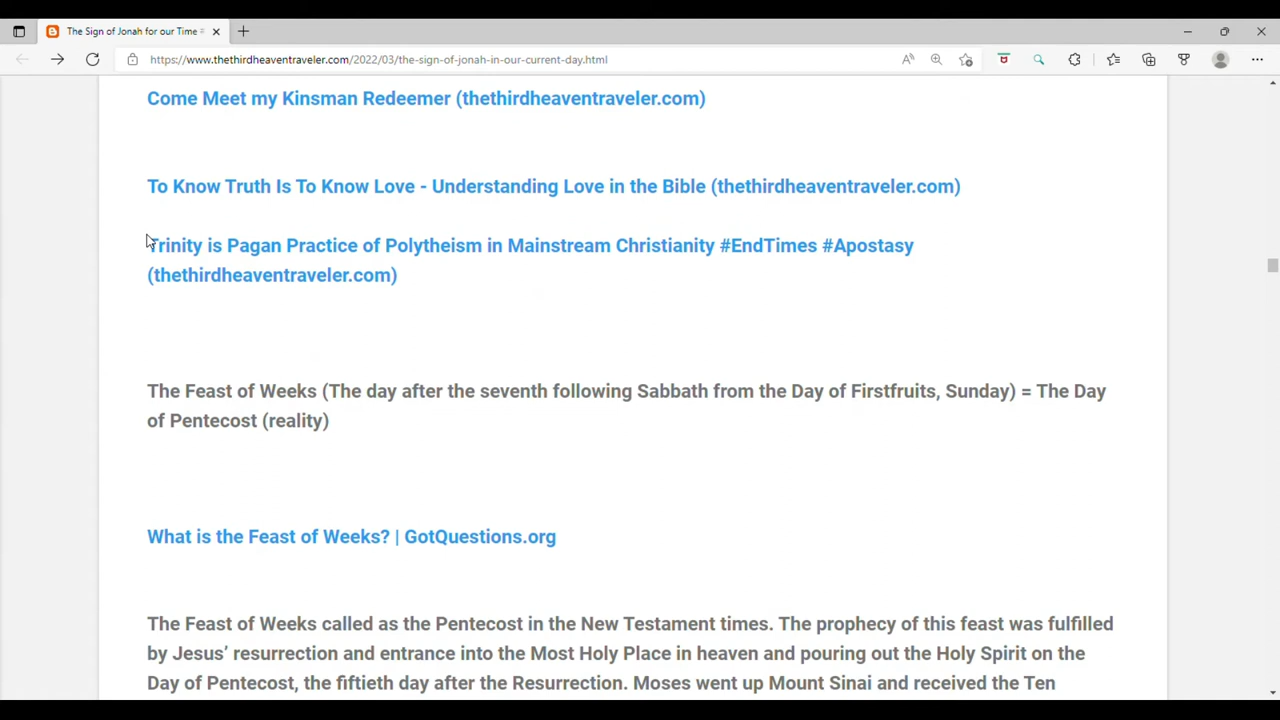 The Sign of Jonah for our Time
https://www.thethirdheaventraveler.com/2022/03/the-sign-of-jonah-in-our-current-day.html
Come Meet my Kinsman Redeemer (thethirdheaventraveler.com)
To Know Truth Is To Know Love - Understanding Love in the Bible (thethirdheaventraveler.com)
Trinity is Pagan Practice of Polytheism in Mainstream Christianity #EndTimes #Apostasy
(thethirdheaventraveler.com)
The Feast of Weeks (The day after the seventh following Sabbath from the Day of Firstfruits, Sunday) = The Day
of Pentecost (reality)
What is the Feast of Weeks? | GotQuestions.org
The Feast of Weeks called as the Pentecost in the New Testament times. The prophecy of this feast was fulfilled
by Jesus’ resurrection and entrance into the Most Holy Place in heaven and pouring out the Holy Spirit on the
Day of Pentecost, the fiftieth day after the Resurrection. Moses went up Mount Sinai and received the Ten